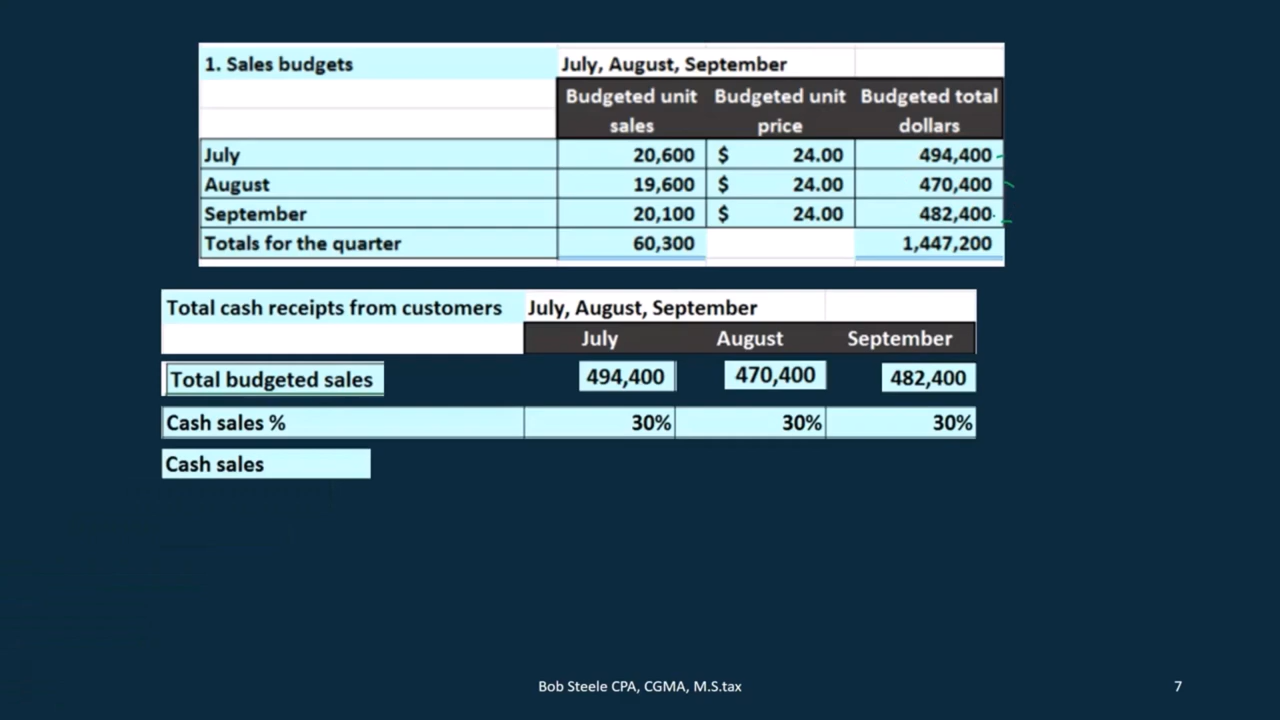 1. Sales budgets July, August, September
Budgeted unit sales Budgeted unit price Budgeted total dollars
July 20,600 $ 24.00 494,400
August 19,600 $ 24.00 470,400
September 20,100 $ 24.00 482,400
Totals for the quarter 60,300 1,447,200
Total cash receipts from customers July, August, September
July August September
Total budgeted sales 494,400 470,400 482,400
Cash sales % 30% 30% 30%
Cash sales
Bob Steele CPA, CGMA, M.S.tax 7